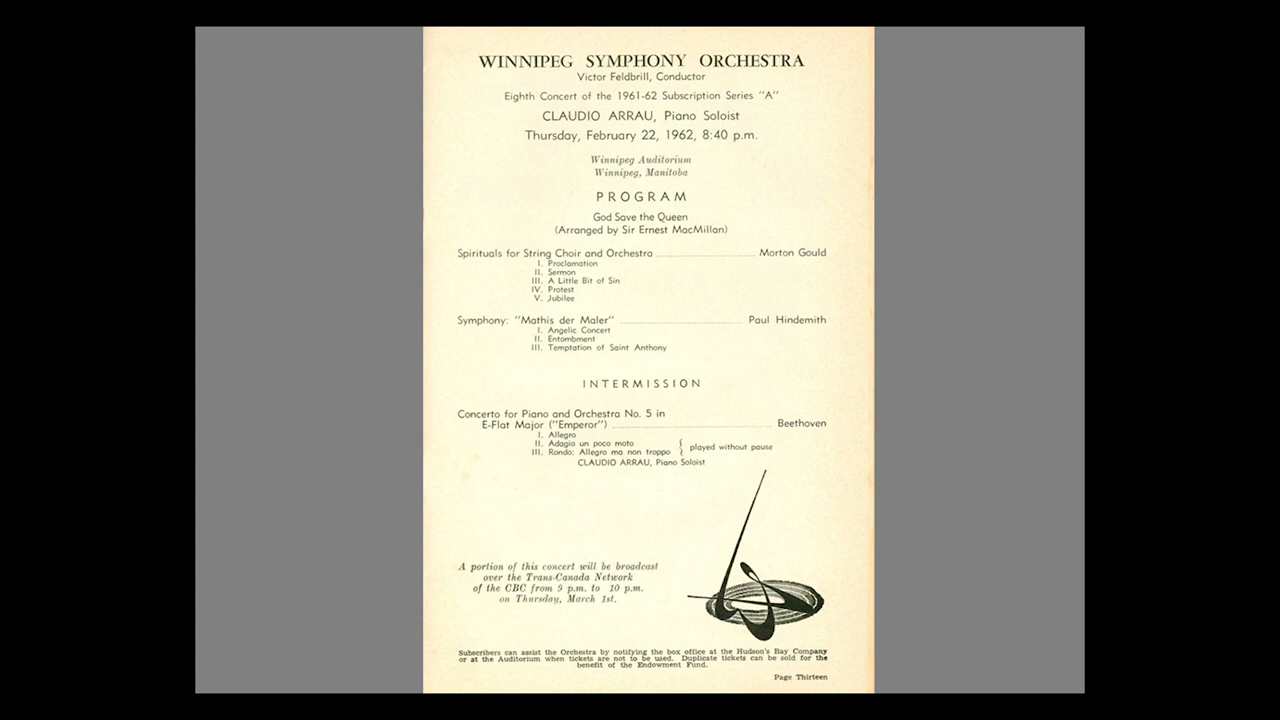 WINNIPEG SYMPHONY ORCHESTRA
Victor Feldbrill, Conductor
Eighth Concert of the 1961-62 Subscription Series "A"
CLAUDIO ARRAU, Piano Soloist
Thursday, February 22, 1962, 8:40 p.m.
Winnipeg Auditorium
Winnipeg, Manitoba
PROGRAM
God Save the Queen
(Arranged by Sir Ernest MacMillan)
Spirituals for String Choir and Orchestra Morton Gould
I. Proclamation
II. Sermon
III. A Little Bit of Sin
IV. Protest
V. Jubilee
Symphony: "Mathis der Maler" Paul Hindemith
I. Angelic Concert
II. Entombment
III. Temptation of Saint Anthony
INTERMISSION
Concerto for Piano and Orchestra No. 5 in
E-Flat Major ("Emperor") Beethoven
I. Allegro
II. Adagio un poco moto
III. Rondo: Allegro ma non troppo
played without pause
CLAUDIO ARRAU, Piano Soloist
A portion of this concert will be broadcast
over the Trans-Canada Network
of the CBC from 9 p.m. to 10 p.m.
on Thursday, March 1st.
Subscribers can assist the Orchestra by notifying the box office at the Hudson's Bay Company
or at the Auditorium when tickets are not to be used. Duplicate tickets can be sold for the
benefit of the Endowment Fund.
Page Thirteen